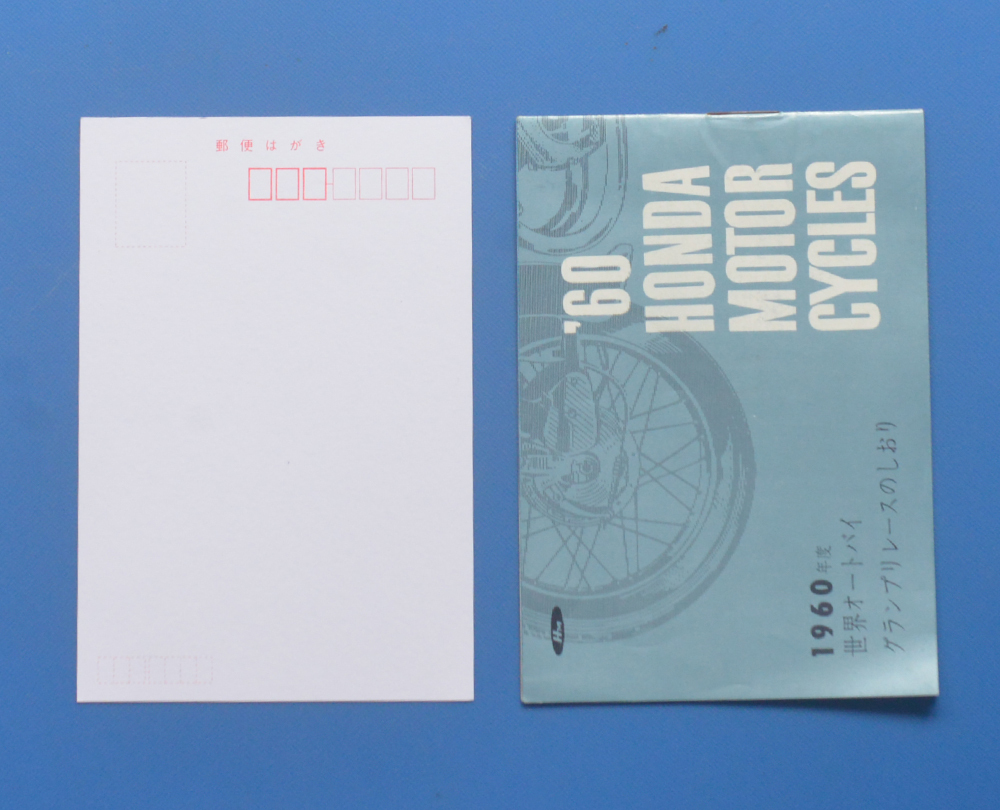 郵便はがき
'60
HONDA
MOTOR
CYCLES
1960年度
世界オートバイ
グランプリレースのしおり
HM